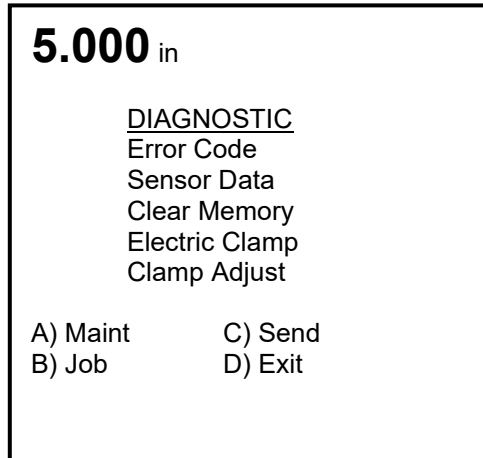 5.000 in
DIAGNOSTIC
Error Code
Sensor Data
Clear Memory
Electric Clamp
Clamp Adjust
A) Maint C) Send
B) Job D) Exit